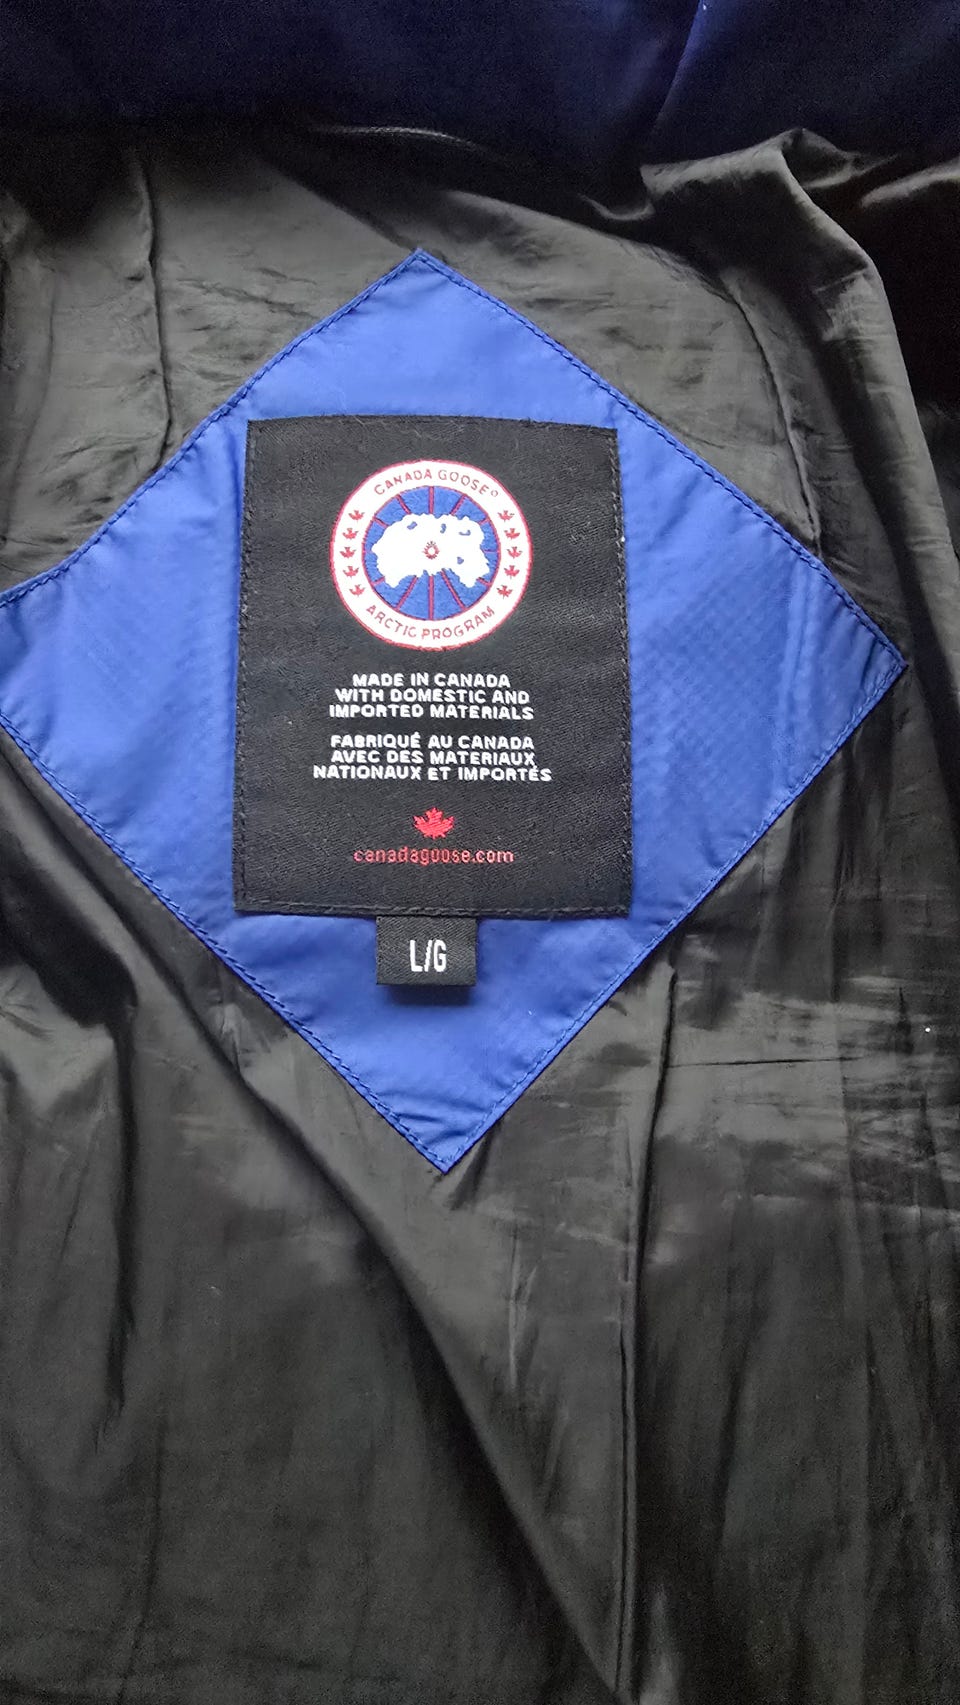 CANADA GOOSE®
ARCTIC PROGRAM
MADE IN CANADA
WITH DOMESTIC AND
IMPORTED MATERIALS
FABRIQUÉ AU CANADA
AVEC DES MATERIAUX
NATIONAUX ET IMPORTÉS
canadagoose.com
L/G